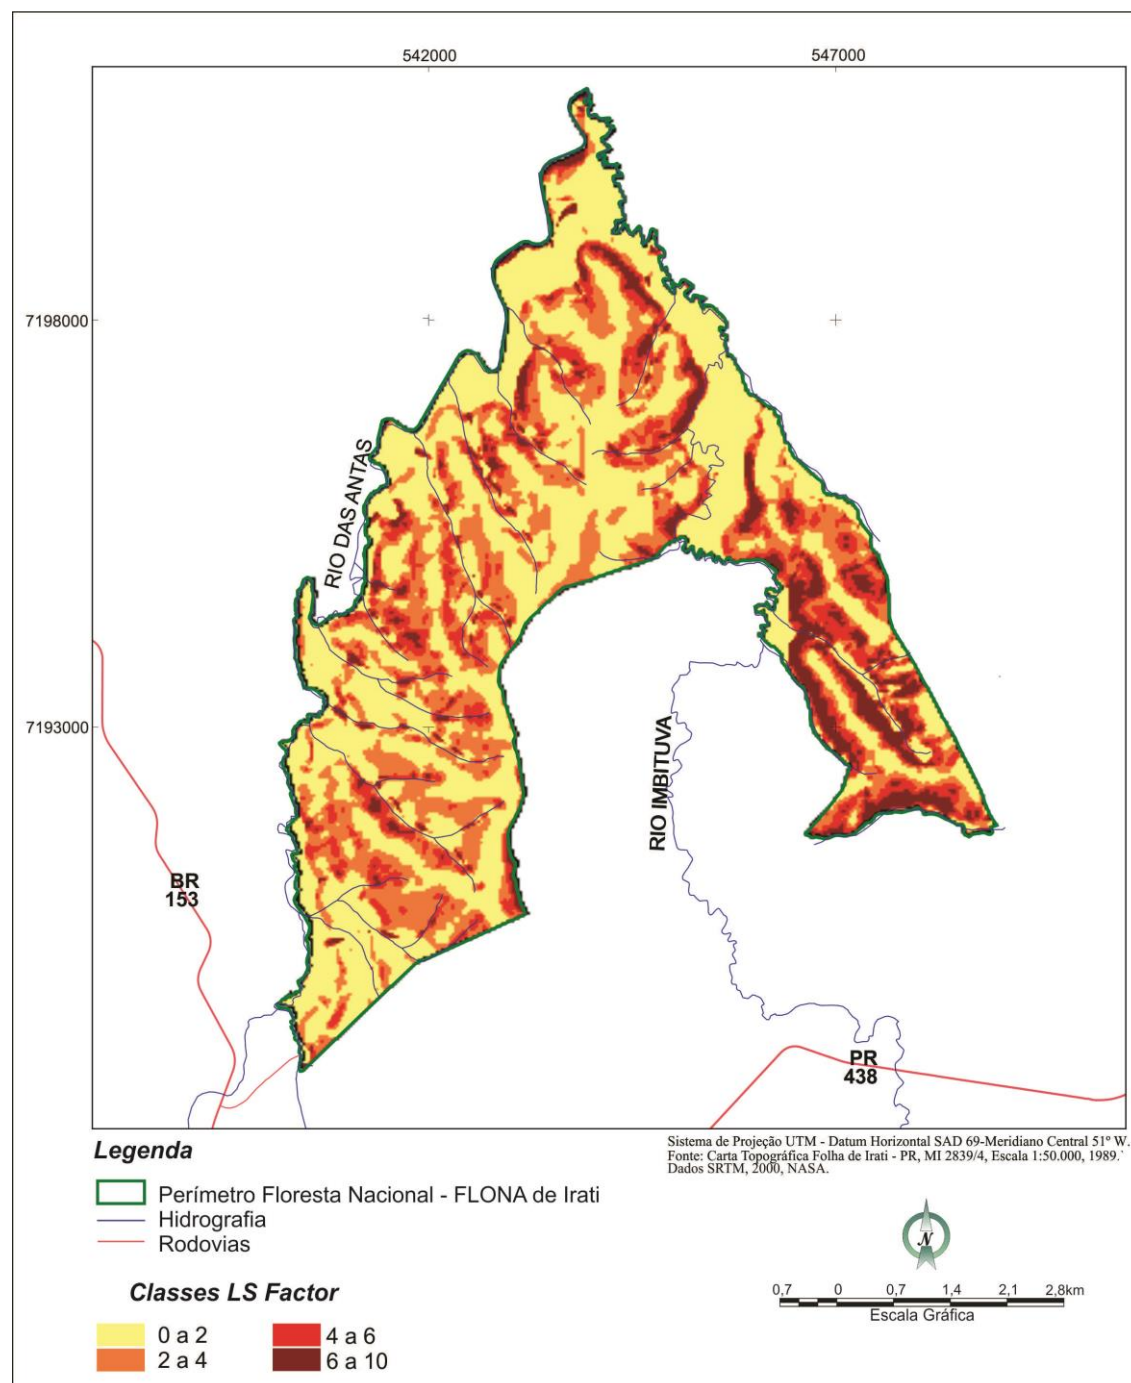 542000
547000
7198000
RIO DAS ANTAS
7193000
RIO IMBITUVA
BR
153
PR
438
Legenda
Sistema de Projeção UTM - Datum Horizontal SAD 69-Meridiano Central 51º W.
Fonte: Carta Topográfica Folha de Irati - PR, MI 2839/4, Escala 1:50.000, 1989.
Dados SRTM, 2000, NASA.
Perímetro Floresta Nacional - FLONA de Irati
Hidrografia
Rodovias
N
Classes LS Factor
0,7 0 0,7 1,4 2,1 2,8km
Escala Gráfica
0 a 2
4 a 6
2 a 4
6 a 10